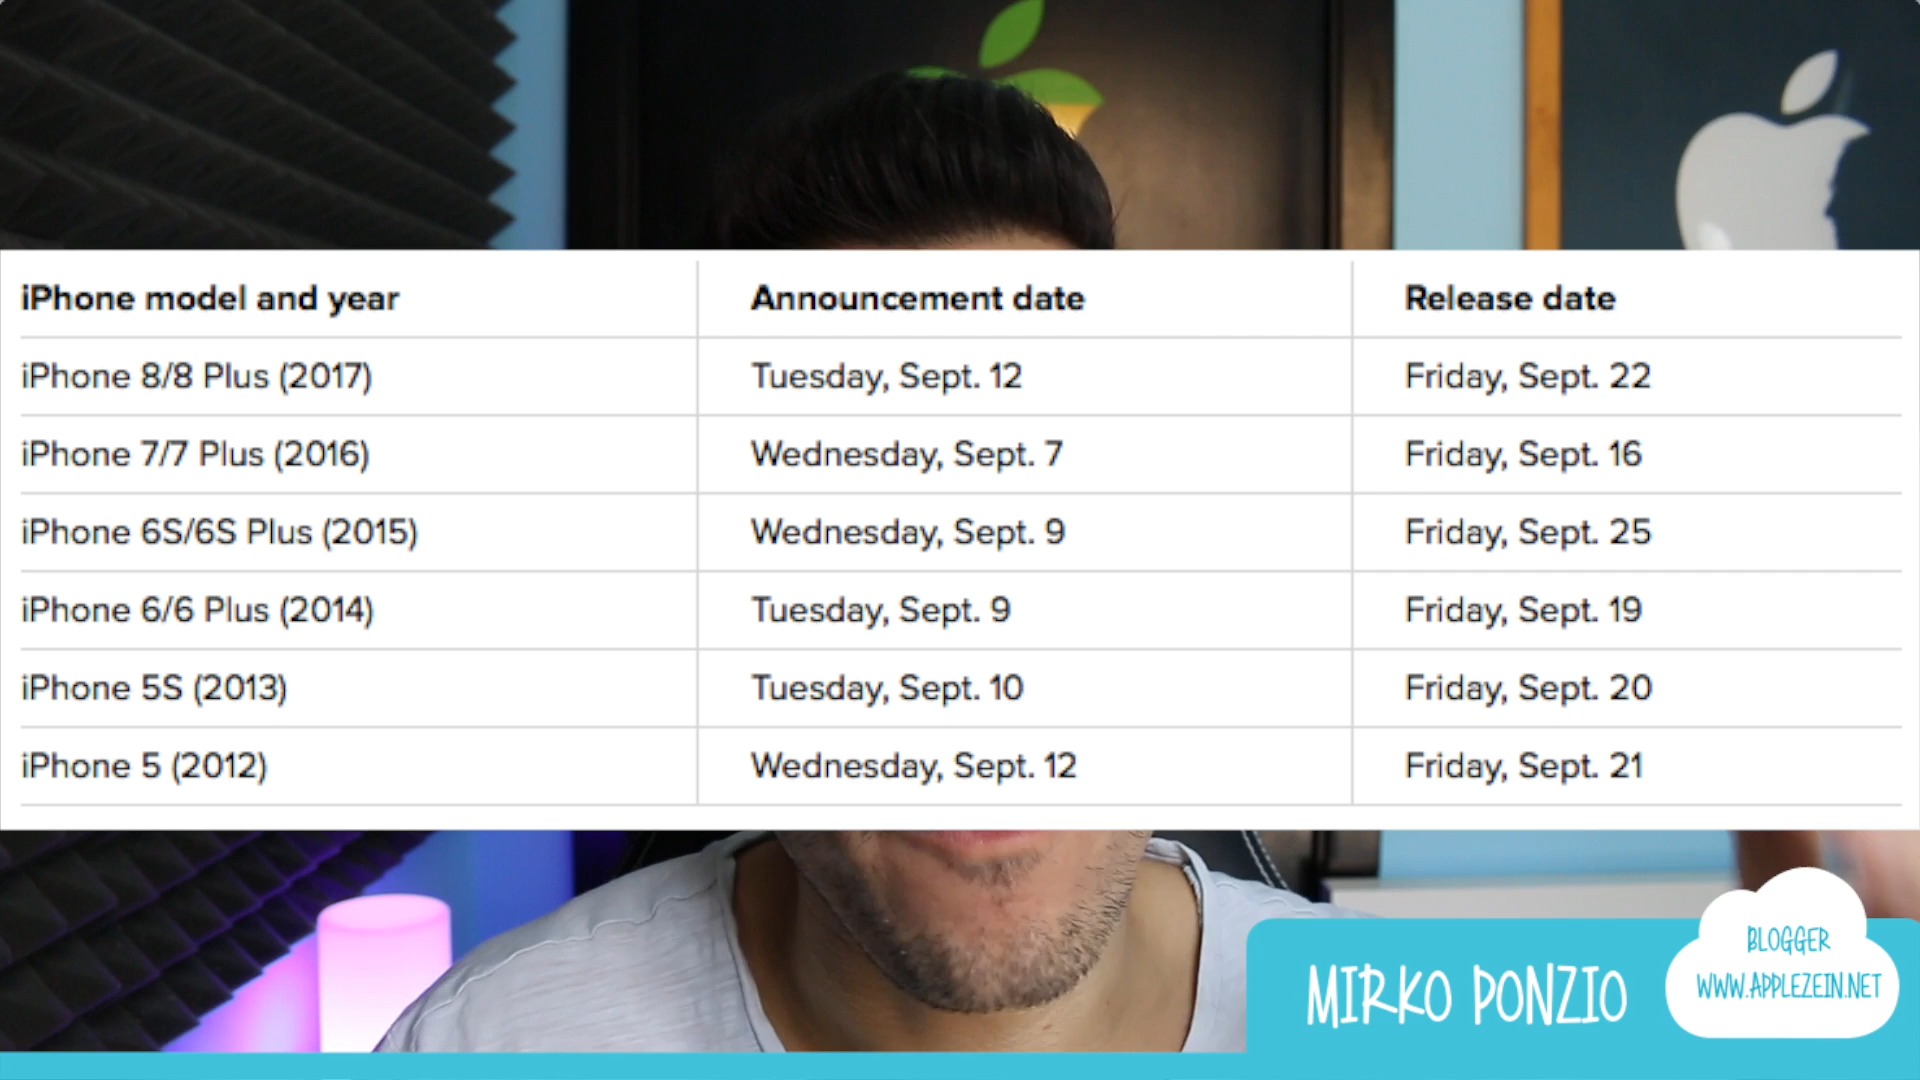 iPhone model and year Announcement date Release date
iPhone 8/8 Plus (2017) Tuesday, Sept. 12 Friday, Sept. 22
iPhone 7/7 Plus (2016) Wednesday, Sept. 7 Friday, Sept. 16
iPhone 6S/6S Plus (2015) Wednesday, Sept. 9 Friday, Sept. 25
iPhone 6/6 Plus (2014) Tuesday, Sept. 9 Friday, Sept. 19
iPhone 5S (2013) Tuesday, Sept. 10 Friday, Sept. 20
iPhone 5 (2012) Wednesday, Sept. 12 Friday, Sept. 21
MIRKO PONZIO
BLOGGER
WWW.APPLEZEIN.NET